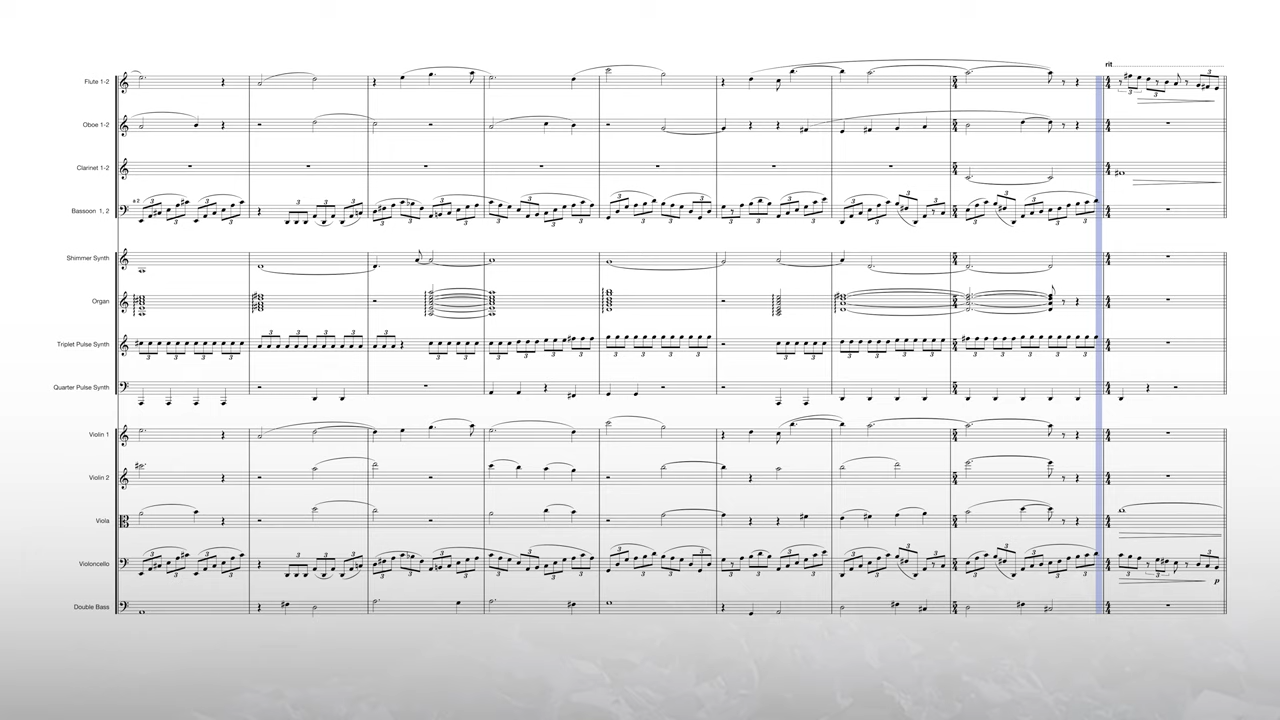 rit.
Flute 1-2
Oboe 1-2
Clarinet 1-2
a2
Bassoon 1, 2
Shimmer Synth
Organ
Triplet Pulse Synth
Quarter Pulse Synth
Violin 1
Violin 2
Viola
Violoncello
p
Double Bass